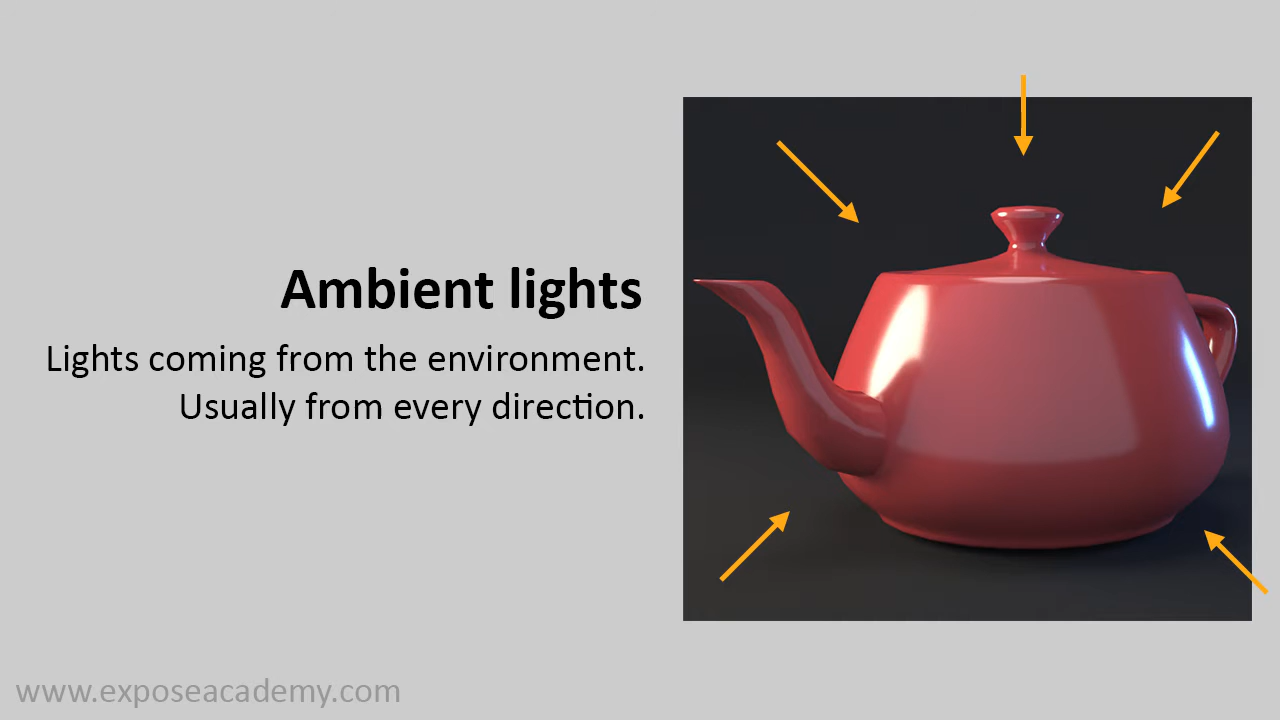 Ambient lights
Lights coming from the environment.
Usually from every direction.
www.exposeacademy.com